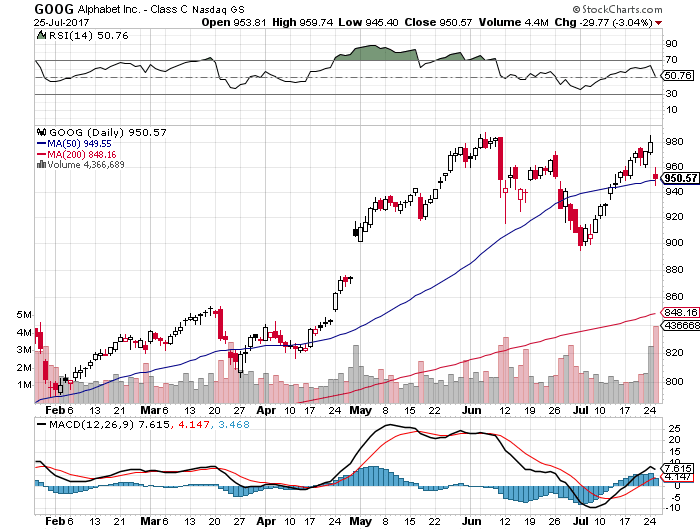 GOOG Alphabet Inc. - Class C Nasdaq GS © StockCharts.com
25-Jul-2017 Open 953.81 High 959.74 Low 945.40 Close 950.57 Volume 4.4M Chg -29.77 (-3.04%)
RSI(14) 50.76
90
70
50.76
30
10
GOOG (Daily) 950.57
MA(50) 949.55
MA(200) 848.16
Volume 4,366,689
980
960
950.57
940
920
900
880
860
848.16
4366689
820
800
5M
4M
3M
2M
1M
Feb 6 13 21 27 Mar 6 13 20 27 Apr 10 17 24 May 8 15 22 Jun 12 19 26 Jul 10 17 24
MACD(12,26,9) 7.615, 4.147, 3.468
25
20
15
10
7.615
4.147
0
-5
-10
Feb 6 13 21 27 Mar 6 13 20 27 Apr 10 17 24 May 8 15 22 Jun 12 19 26 Jul 10 17 24